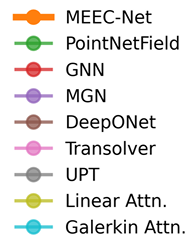 MEEC-Net
PointNetField
GNN
MGN
DeepONet
Transolver
UPT
Linear Attn.
Galerkin Attn.